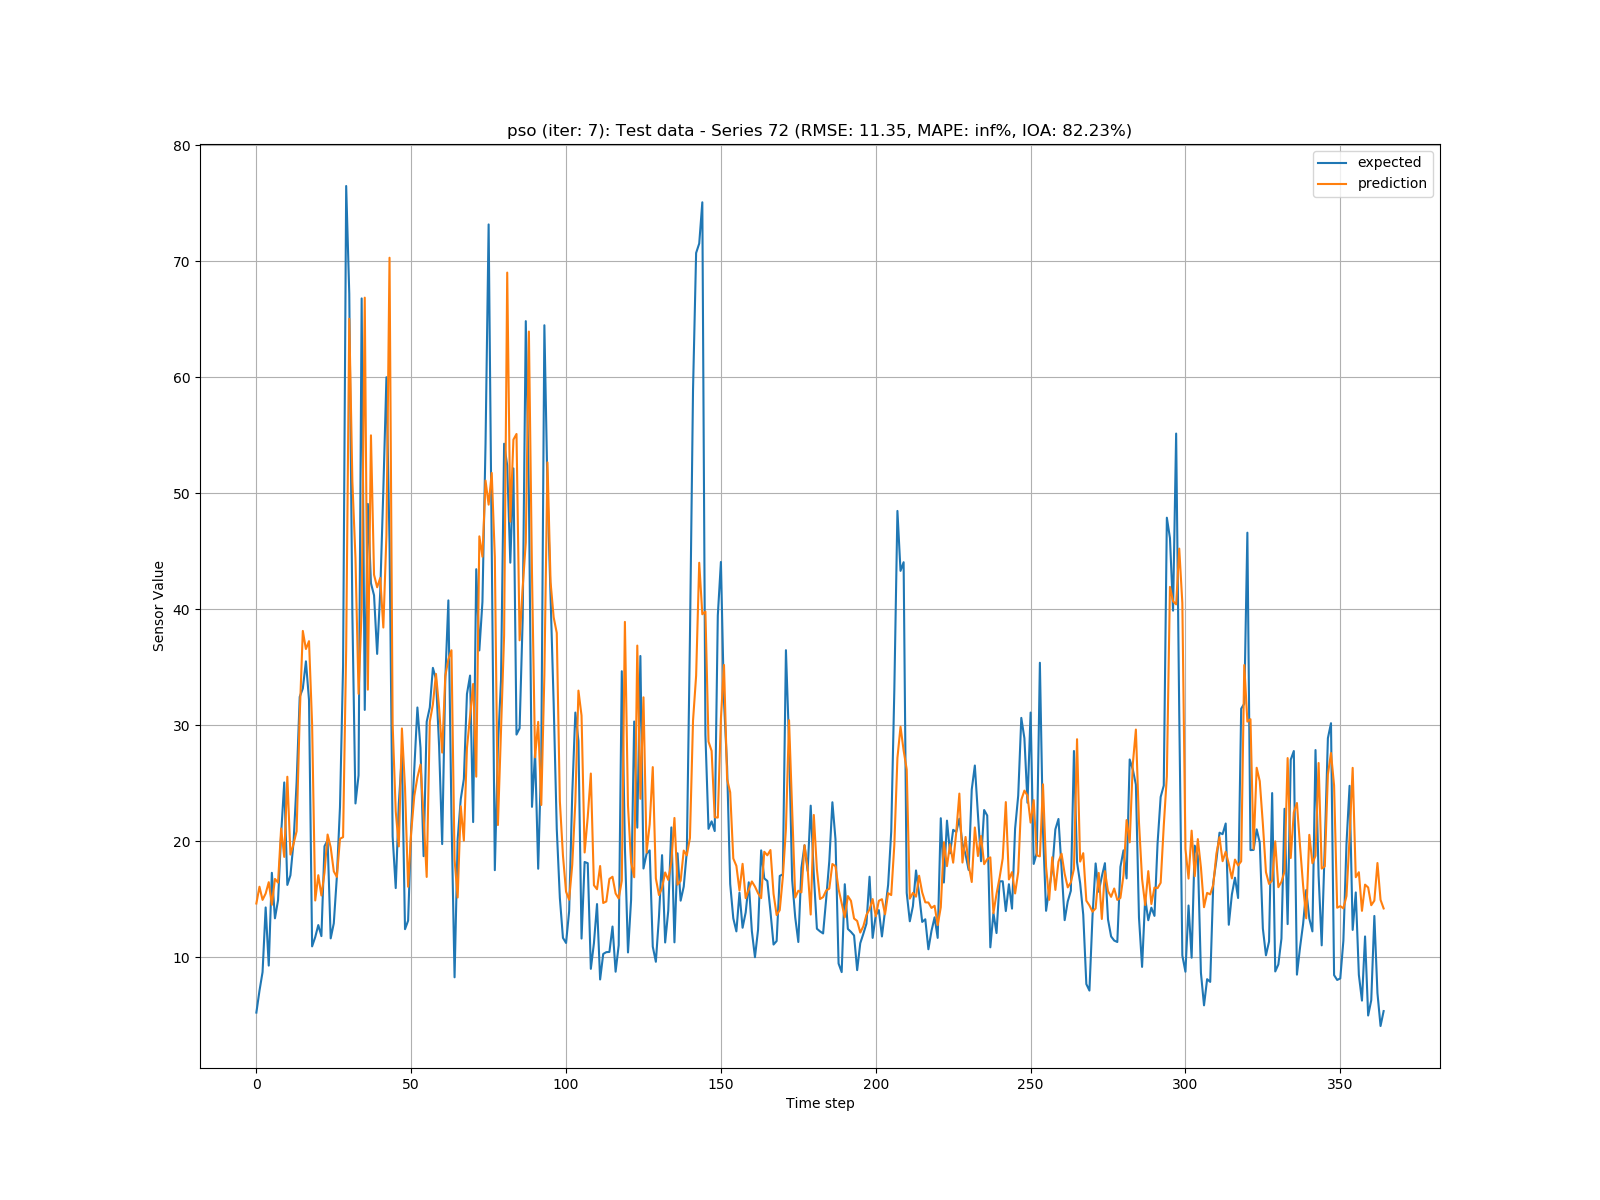 pso (iter: 7): Test data - Series 72 (RMSE: 11.35, MAPE: inf%, IOA: 82.23%)
expected
prediction
80
70
60
50
40
30
20
10
Sensor Value
0 50 100 150 200 250 300 350
Time step